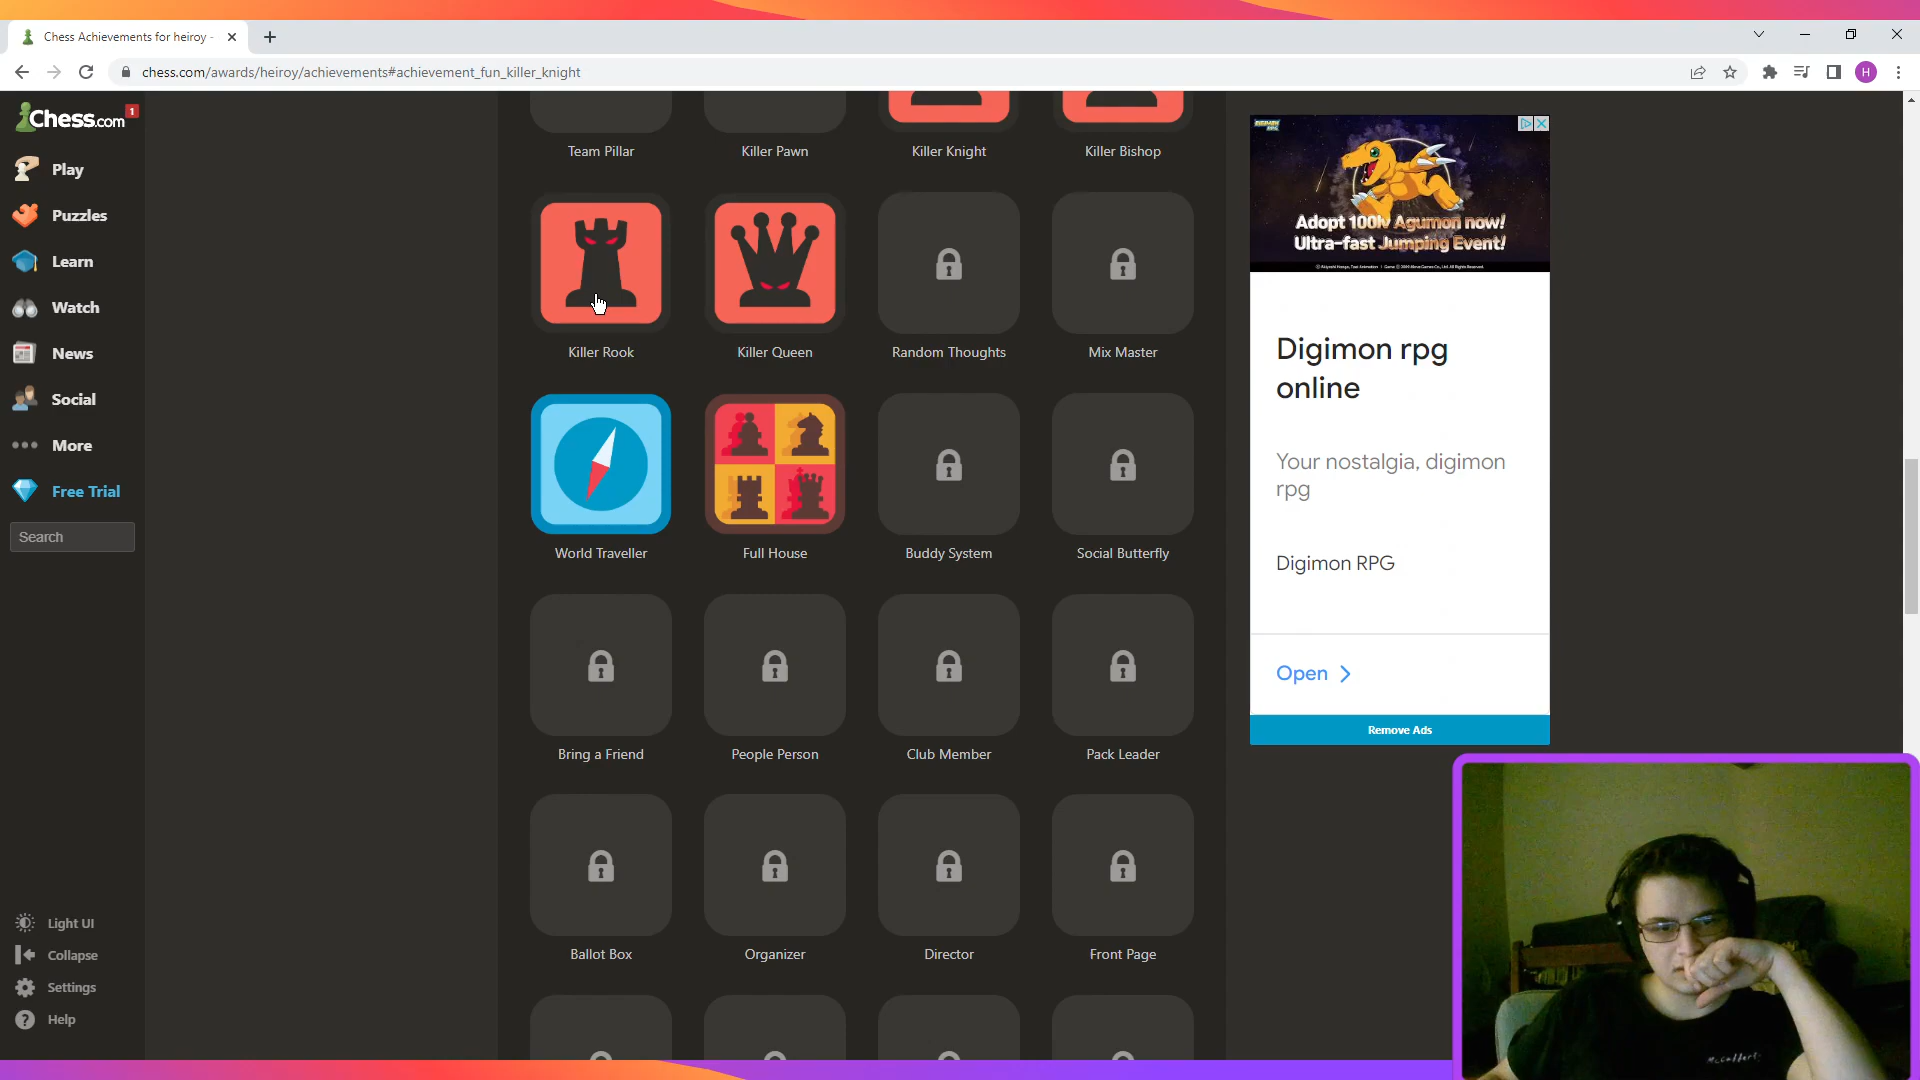 Chess Achievements for heiroy -
chess.com/awards/heiroy/achievements#achievement_fun_killer_knight
H
Chess.com
1
Play
Puzzles
Learn
Watch
News
Social
More
Free Trial
Search
Light UI
Collapse
Settings
Help
Team Pillar
Killer Pawn
Killer Knight
Killer Bishop
Killer Rook
Killer Queen
Random Thoughts
Mix Master
World Traveller
Full House
Buddy System
Social Butterfly
Bring a Friend
People Person
Club Member
Pack Leader
Ballot Box
Organizer
Director
Front Page
Adopt 100lv Agumon now!
Ultra-fast Jumping Event!
Digimon rpg
online
Your nostalgia, digimon
rpg
Digimon RPG
Open
Remove Ads